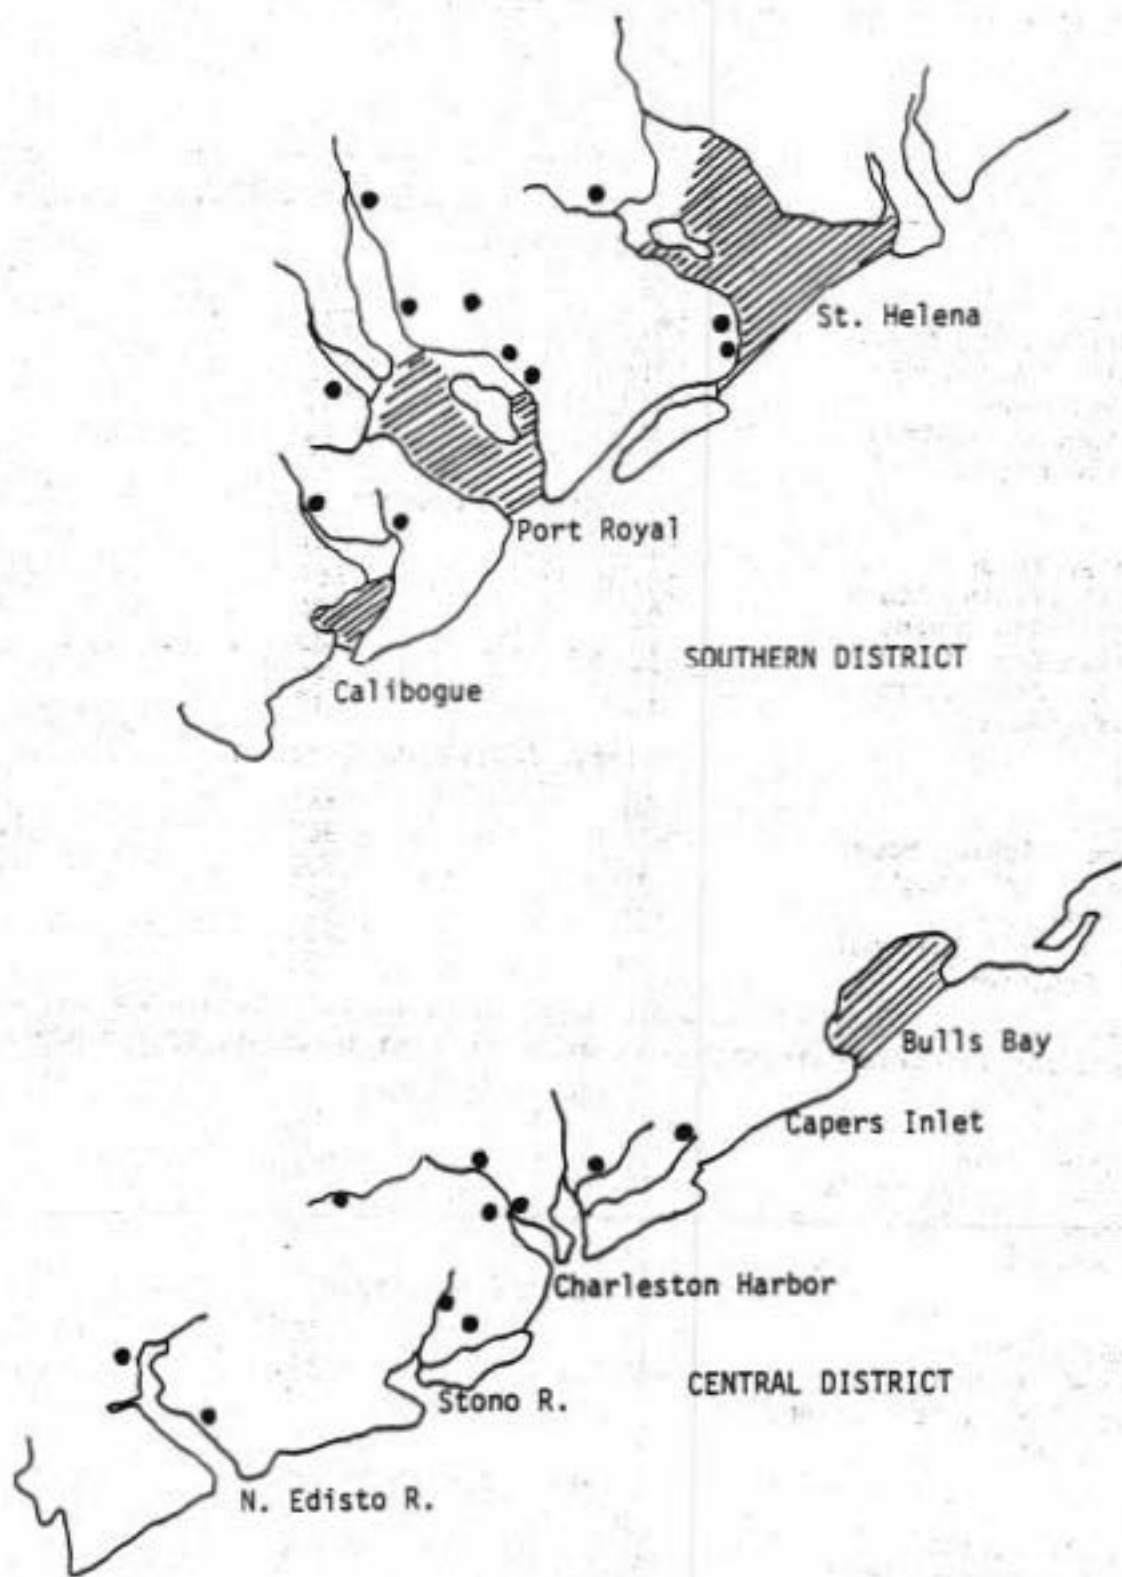 St. Helena
Port Royal
SOUTHERN DISTRICT
Calibogue
Bulls Bay
Capers Inlet
Charleston Harbor
CENTRAL DISTRICT
Stono R.
N. Edisto R.